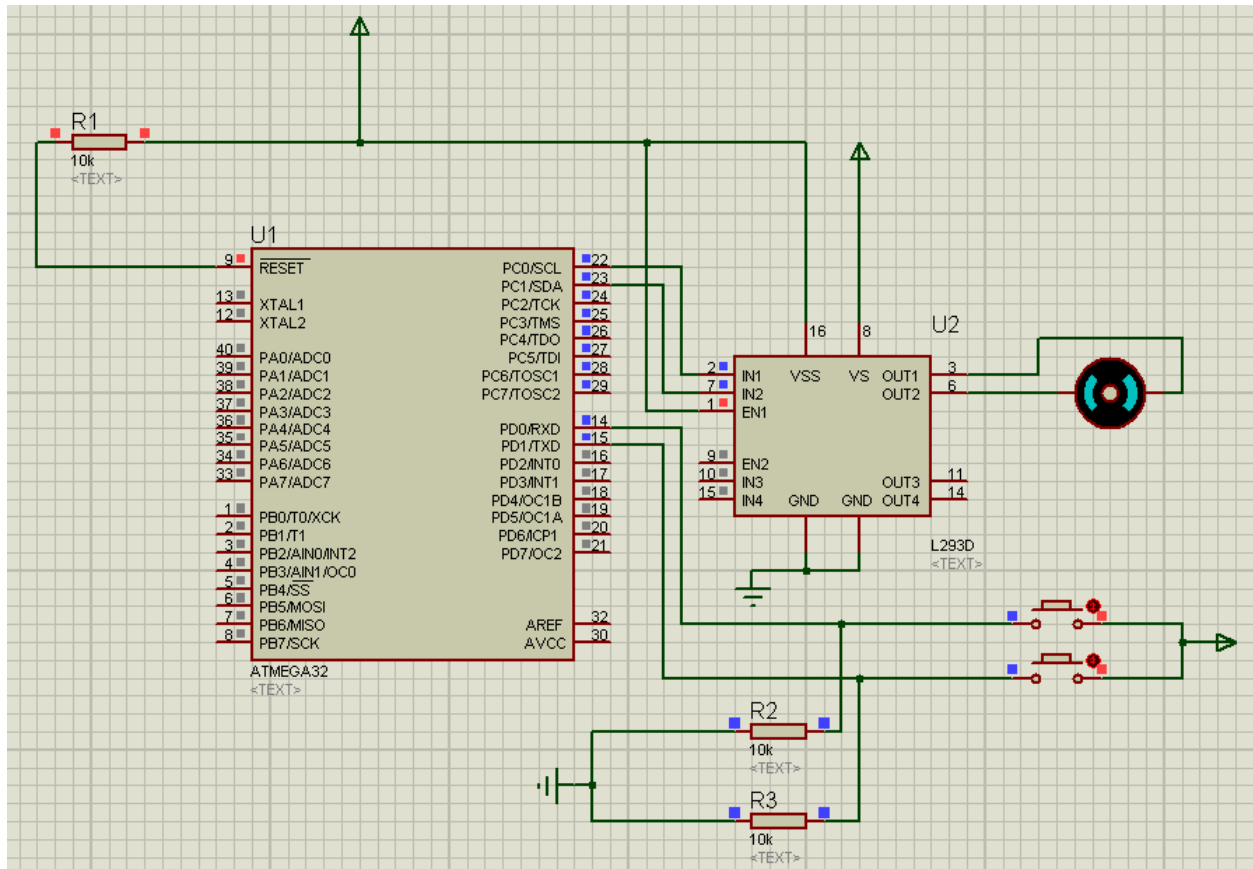 R1
10k
<TEXT>
U1
9
RESET
13
XTAL1
12
XTAL2
40
PA0/ADC0
39
PA1/ADC1
38
PA2/ADC2
37
PA3/ADC3
36
PA4/ADC4
35
PA5/ADC5
34
PA6/ADC6
33
PA7/ADC7
1
PB0/T0/XCK
2
PB1/T1
3
PB2/AIN0/INT2
4
PB3/AIN1/OC0
5
PB4/SS
6
PB5/MOSI
7
PB6/MISO
8
PB7/SCK
PC0/SCL
22
PC1/SDA
23
PC2/TCK
24
PC3/TMS
25
PC4/TDO
26
PC5/TDI
27
PC6/TOSC1
28
PC7/TOSC2
29
PD0/RXD
14
PD1/TXD
15
PD2/INT0
16
PD3/INT1
17
PD4/OC1B
18
PD5/OC1A
19
PD6/ICP1
20
PD7/OC2
21
AREF
32
AVCC
30
ATMEGA32
<TEXT>
U2
16
8
2
IN1
7
IN2
1
EN1
VSS
VS
OUT1
3
OUT2
6
9
EN2
10
IN3
15
IN4
GND
GND
OUT3
11
OUT4
14
L293D
<TEXT>
R2
10k
<TEXT>
R3
10k
<TEXT>